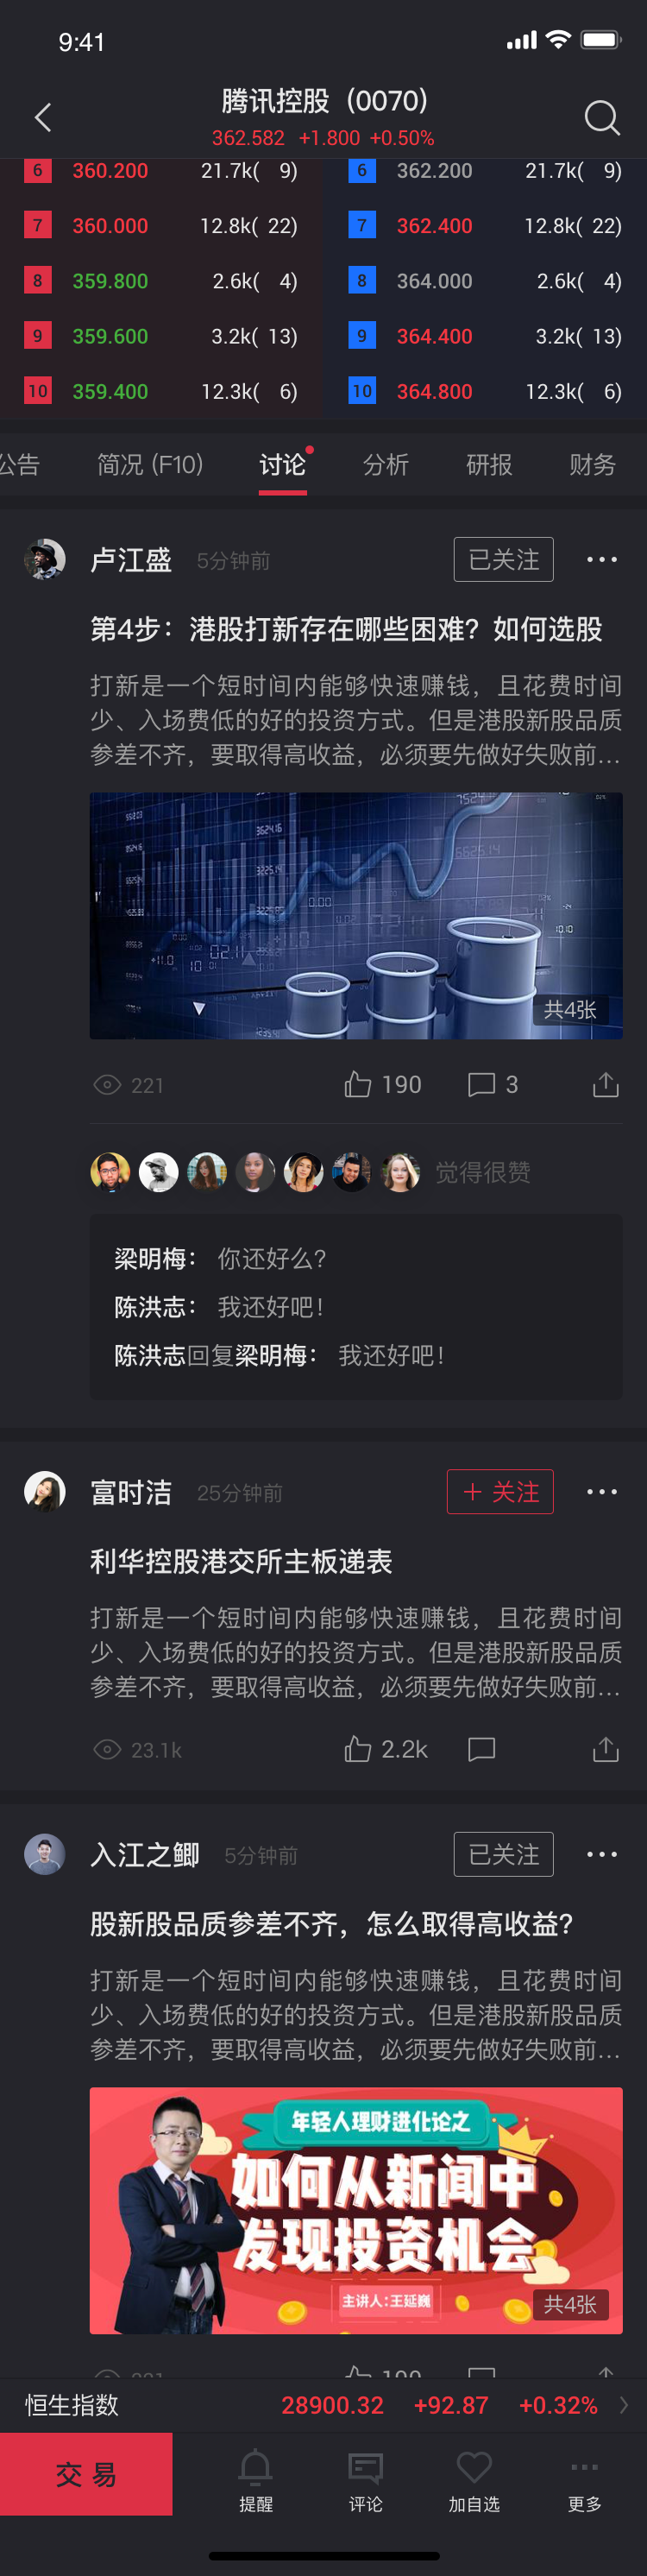 9:41
腾讯控股（0070）
362.582 +1.800 +0.50%
6 360.200 21.7k( 9) 6 362.200 21.7k( 9)
7 360.000 12.8k( 22) 7 362.400 12.8k( 22)
8 359.800 2.6k( 4) 8 364.000 2.6k( 4)
9 359.600 3.2k( 13) 9 364.400 3.2k( 13)
10 359.400 12.3k( 6) 10 364.800 12.3k( 6)
公告 简况 (F10) 讨论 分析 研报 财务
卢江盛 5分钟前 已关注
第4步：港股打新存在哪些困难？如何选股
打新是一个短时间内能够快速赚钱，且花费时间
少、入场费低的好的投资方式。但是港股新股品质
参差不齐，要取得高收益，必须要先做好失败前...
共4张
221 190 3
觉得很赞
梁明梅： 你还好么?
陈洪志： 我还好吧！
陈洪志回复梁明梅： 我还好吧！
富时洁 25分钟前 + 关注
利华控股港交所主板递表
打新是一个短时间内能够快速赚钱，且花费时间
少、入场费低的好的投资方式。但是港股新股品质
参差不齐，要取得高收益，必须要先做好失败前...
23.1k 2.2k
入江之鲫 5分钟前 已关注
股新股品质参差不齐，怎么取得高收益?
打新是一个短时间内能够快速赚钱，且花费时间
少、入场费低的好的投资方式。但是港股新股品质
参差不齐，要取得高收益，必须要先做好失败前...
年轻人理财进化论之
如何从新闻中
发现投资机会
主讲人:王延巍
共4张
恒生指数 28900.32 +92.87 +0.32%
交易 提醒 评论 加自选 更多